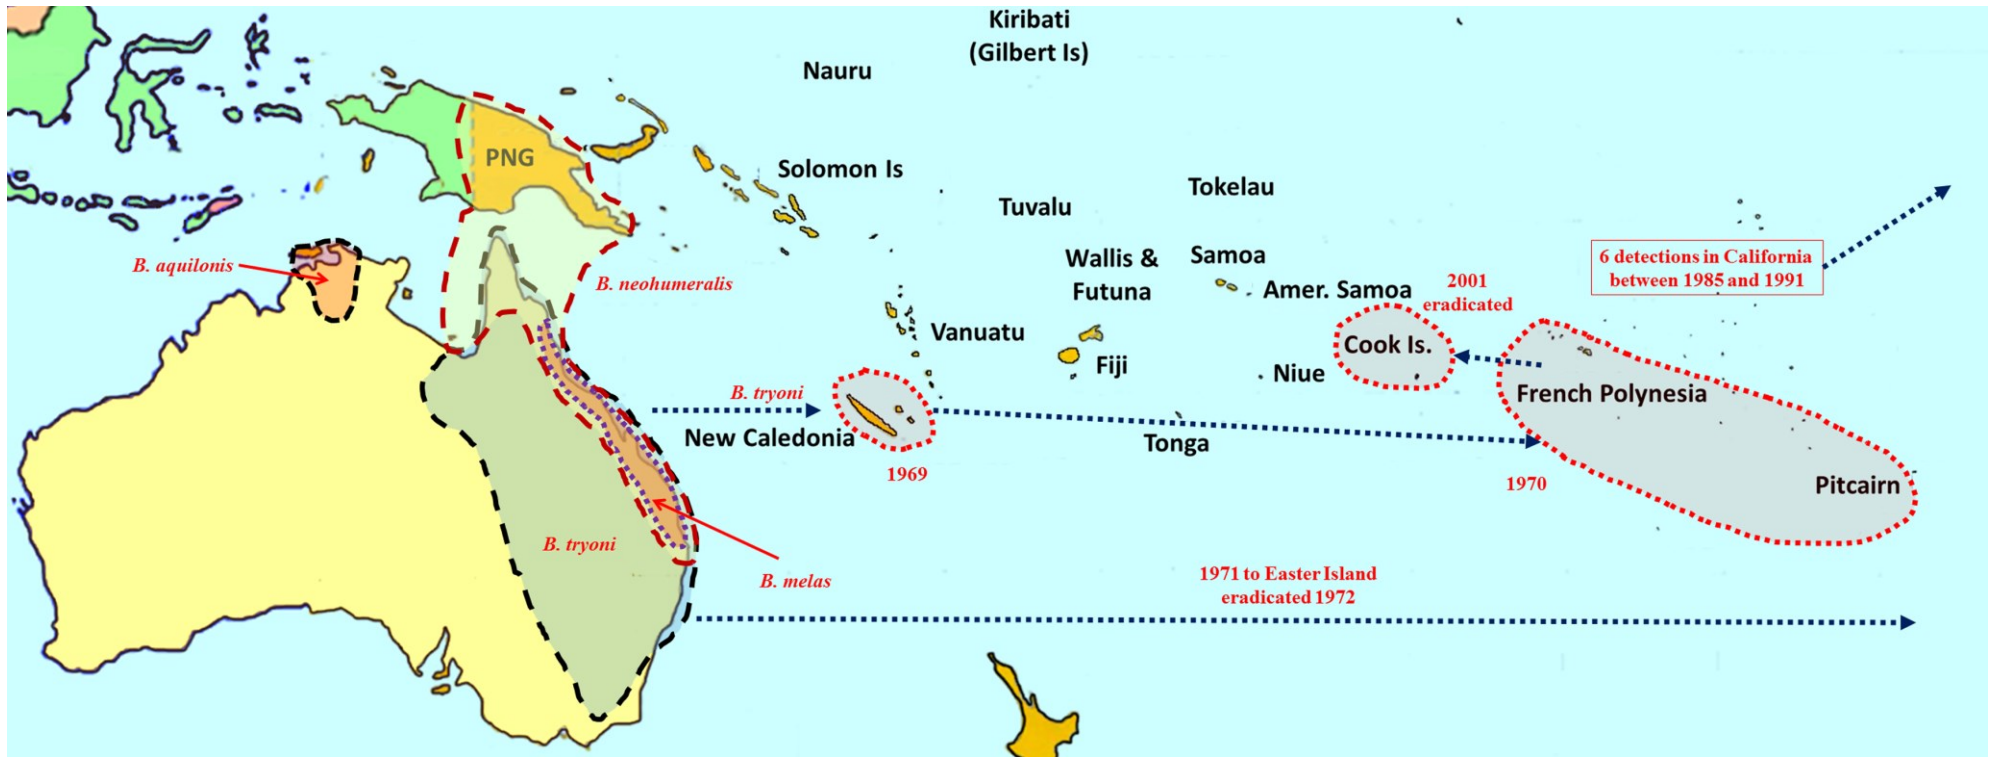 Kiribati
(Gilbert Is)
Nauru
PNG
Solomon Is
Tokelau
Tuvalu
B. aquilonis
B. neohumeralis
Wallis &
Futuna
Samoa
Amer. Samoa
2001
eradicated
6 detections in California
between 1985 and 1991
Vanuatu
Fiji
Niue
Cook Is.
French Polynesia
B. tryoni
New Caledonia
1969
Tonga
1970
Pitcairn
B. tryoni
B. melas
1971 to Easter Island
eradicated 1972